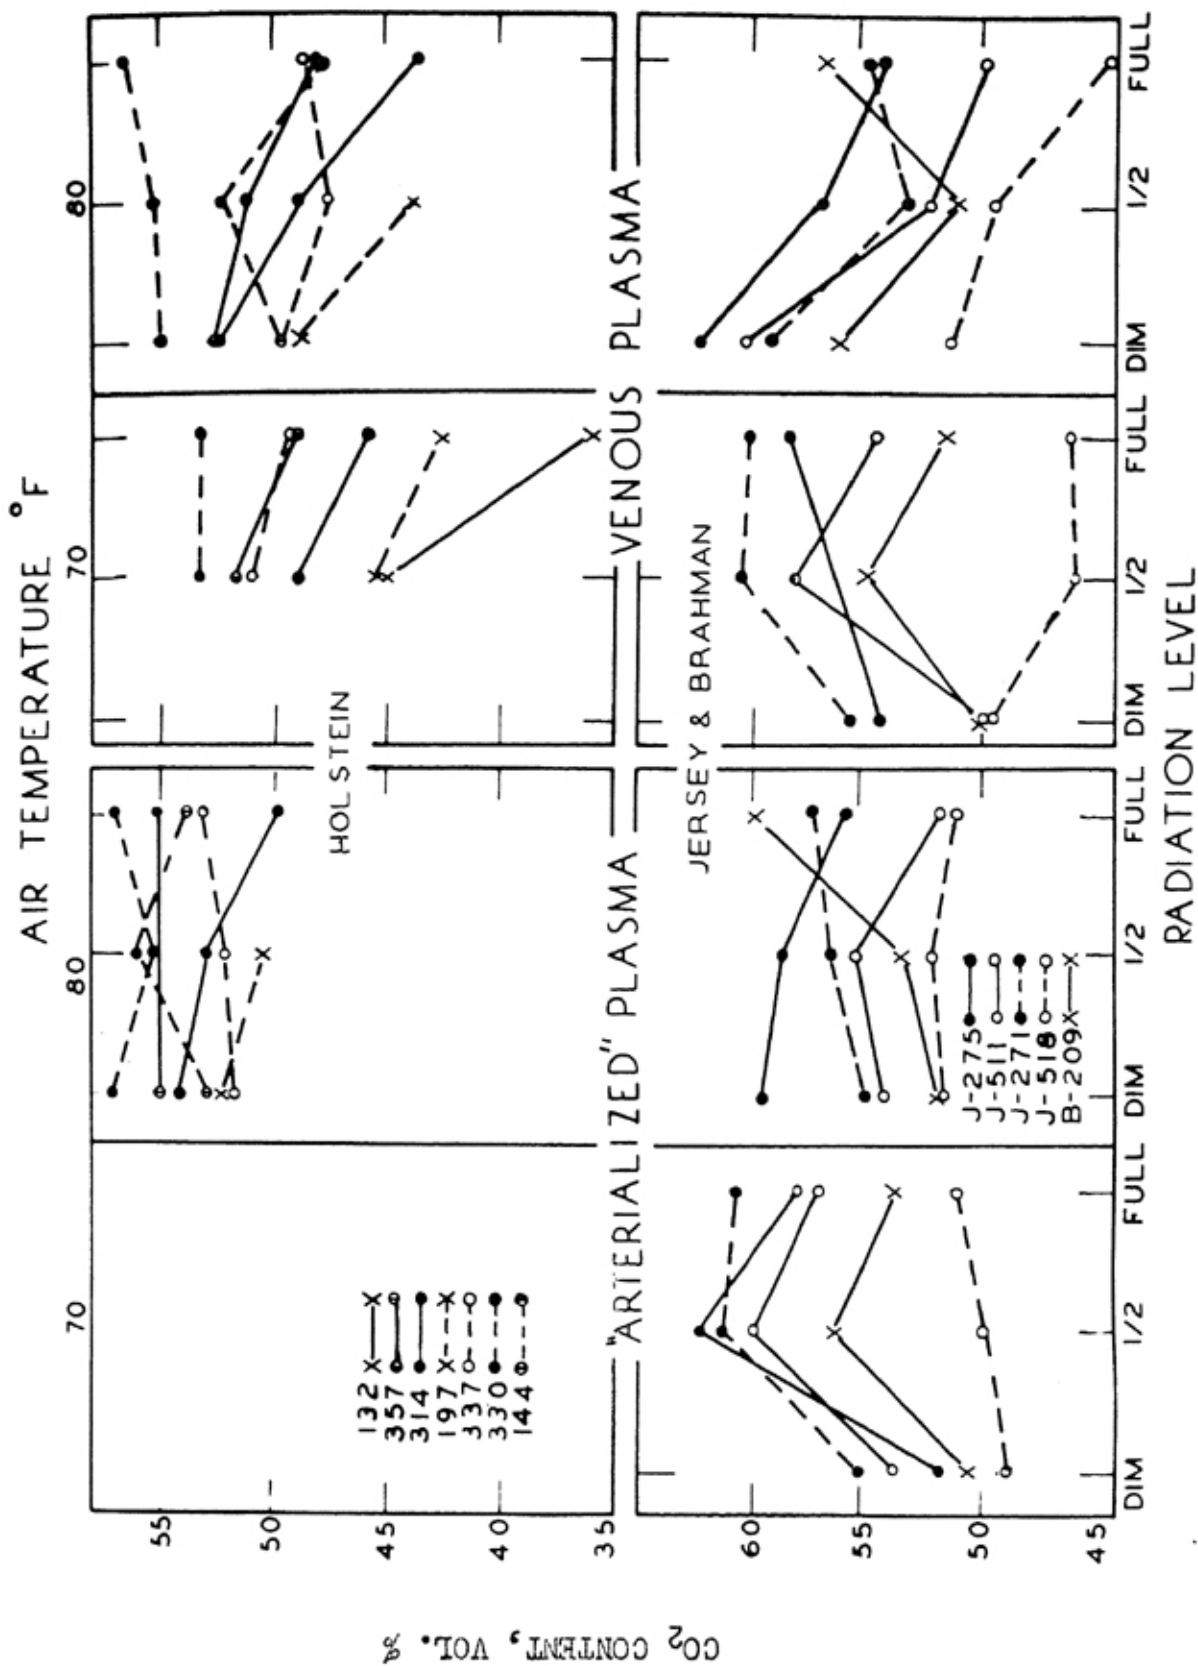 AIR TEMPERATURE °F
70
80
70
80
55
50
45
40
35
132
357
314
197
337
330
144
HOLSTEIN
"ARTERIALIZED" PLASMA
VENOUS PLASMA
JERSEY & BRAHMAN
60
55
50
45
J-275
J-511
J-271
J-518
B-209
DIM
1/2
FULL
DIM
1/2
FULL
DIM
1/2
FULL
DIM
1/2
FULL
RADIATION LEVEL
CO₂ CONTENT, VOL. %